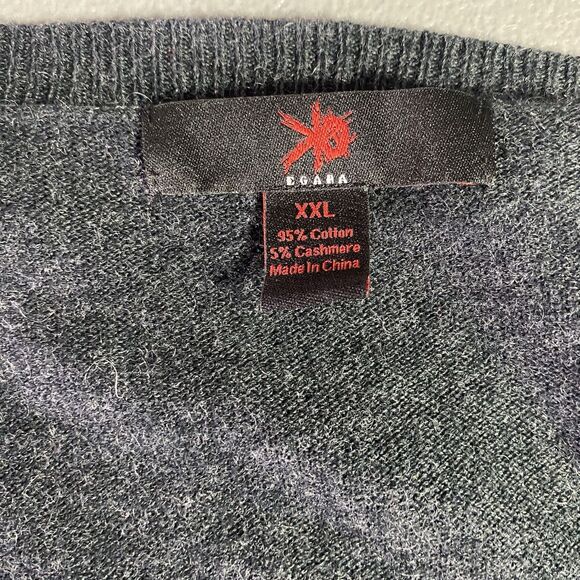 EGARA
XXL
95% Cotton
5% Cashmere
Made In China